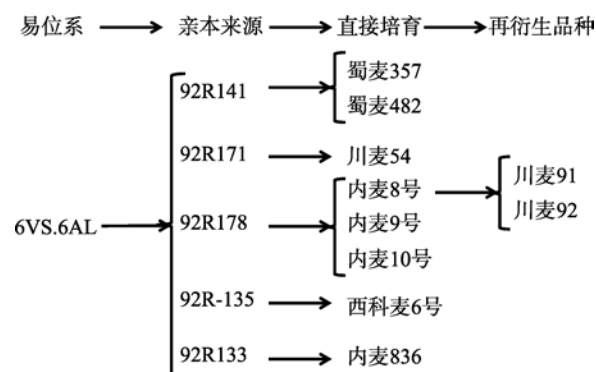 易位系 亲本来源 直接培育 再衍生品种
92R141
蜀麦357
蜀麦482
92R171
川麦54
6VS.6AL
92R178
内麦8号
内麦9号
内麦10号
川麦91
川麦92
92R-135
西科麦6号
92R133
内麦836